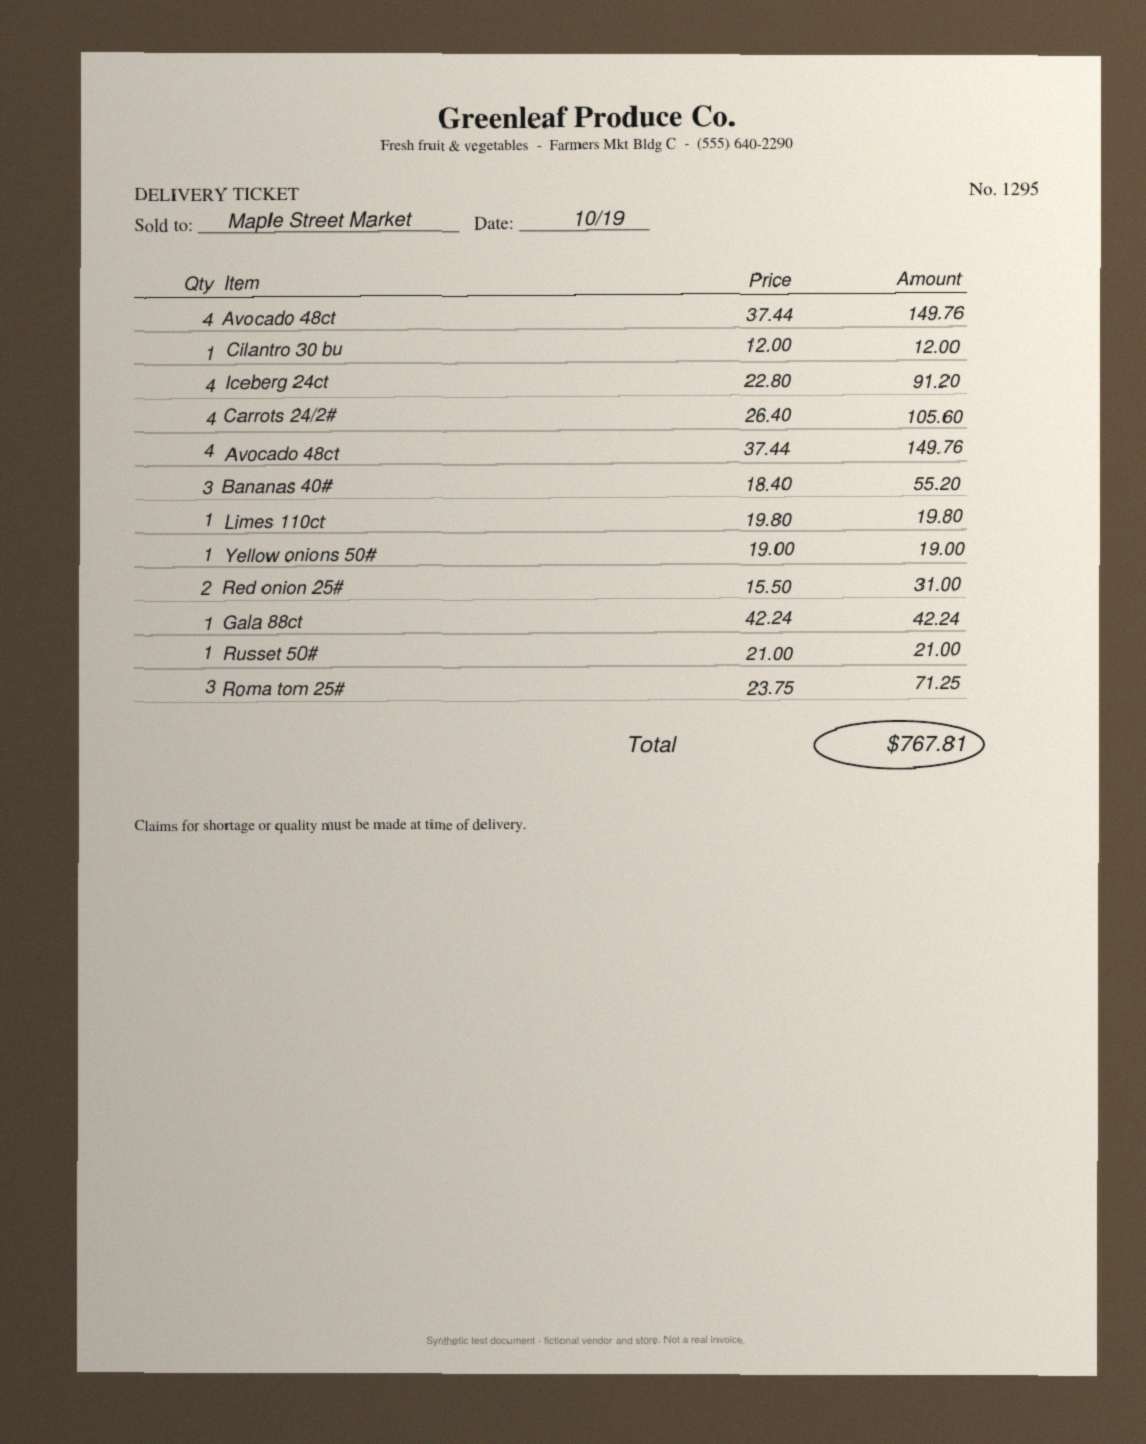 Greenleaf Produce Co.
Fresh fruit & vegetables - Farmers Mkt Bldg C - (555) 640-2290
DELIVERY TICKET No. 1295
Sold to: Maple Street Market Date: 10/19
Qty Item Price Amount
4 Avocado 48ct 37.44 149.76
1 Cilantro 30 bu 12.00 12.00
4 Iceberg 24ct 22.80 91.20
4 Carrots 24/2# 26.40 105.60
4 Avocado 48ct 37.44 149.76
3 Bananas 40# 18.40 55.20
1 Limes 110ct 19.80 19.80
1 Yellow onions 50# 19.00 19.00
2 Red onion 25# 15.50 31.00
1 Gala 88ct 42.24 42.24
1 Russet 50# 21.00 21.00
3 Roma tom 25# 23.75 71.25
Total $767.81
Claims for shortage or quality must be made at time of delivery.
Synthetic test document - fictional vendor and store. Not a real invoice.